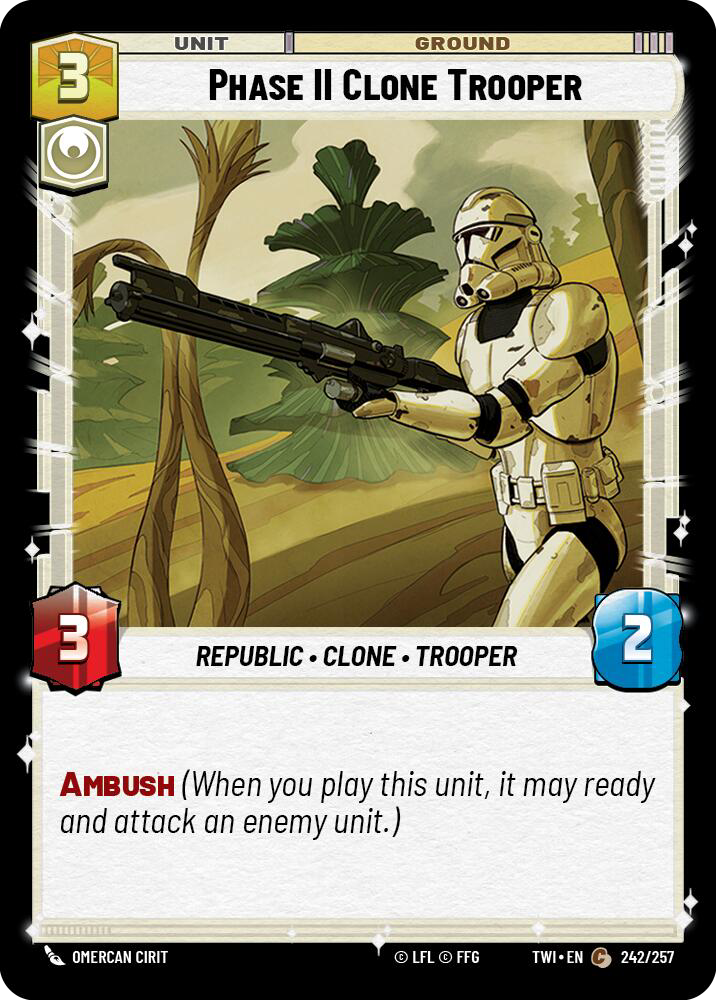 UNIT
GROUND
3
PHASE II CLONE TROOPER
3
REPUBLIC • CLONE • TROOPER
2
AMBUSH (When you play this unit, it may ready
and attack an enemy unit.)
OMERCAN CIRIT
© LFL © FFG
TWI • EN C 242/257